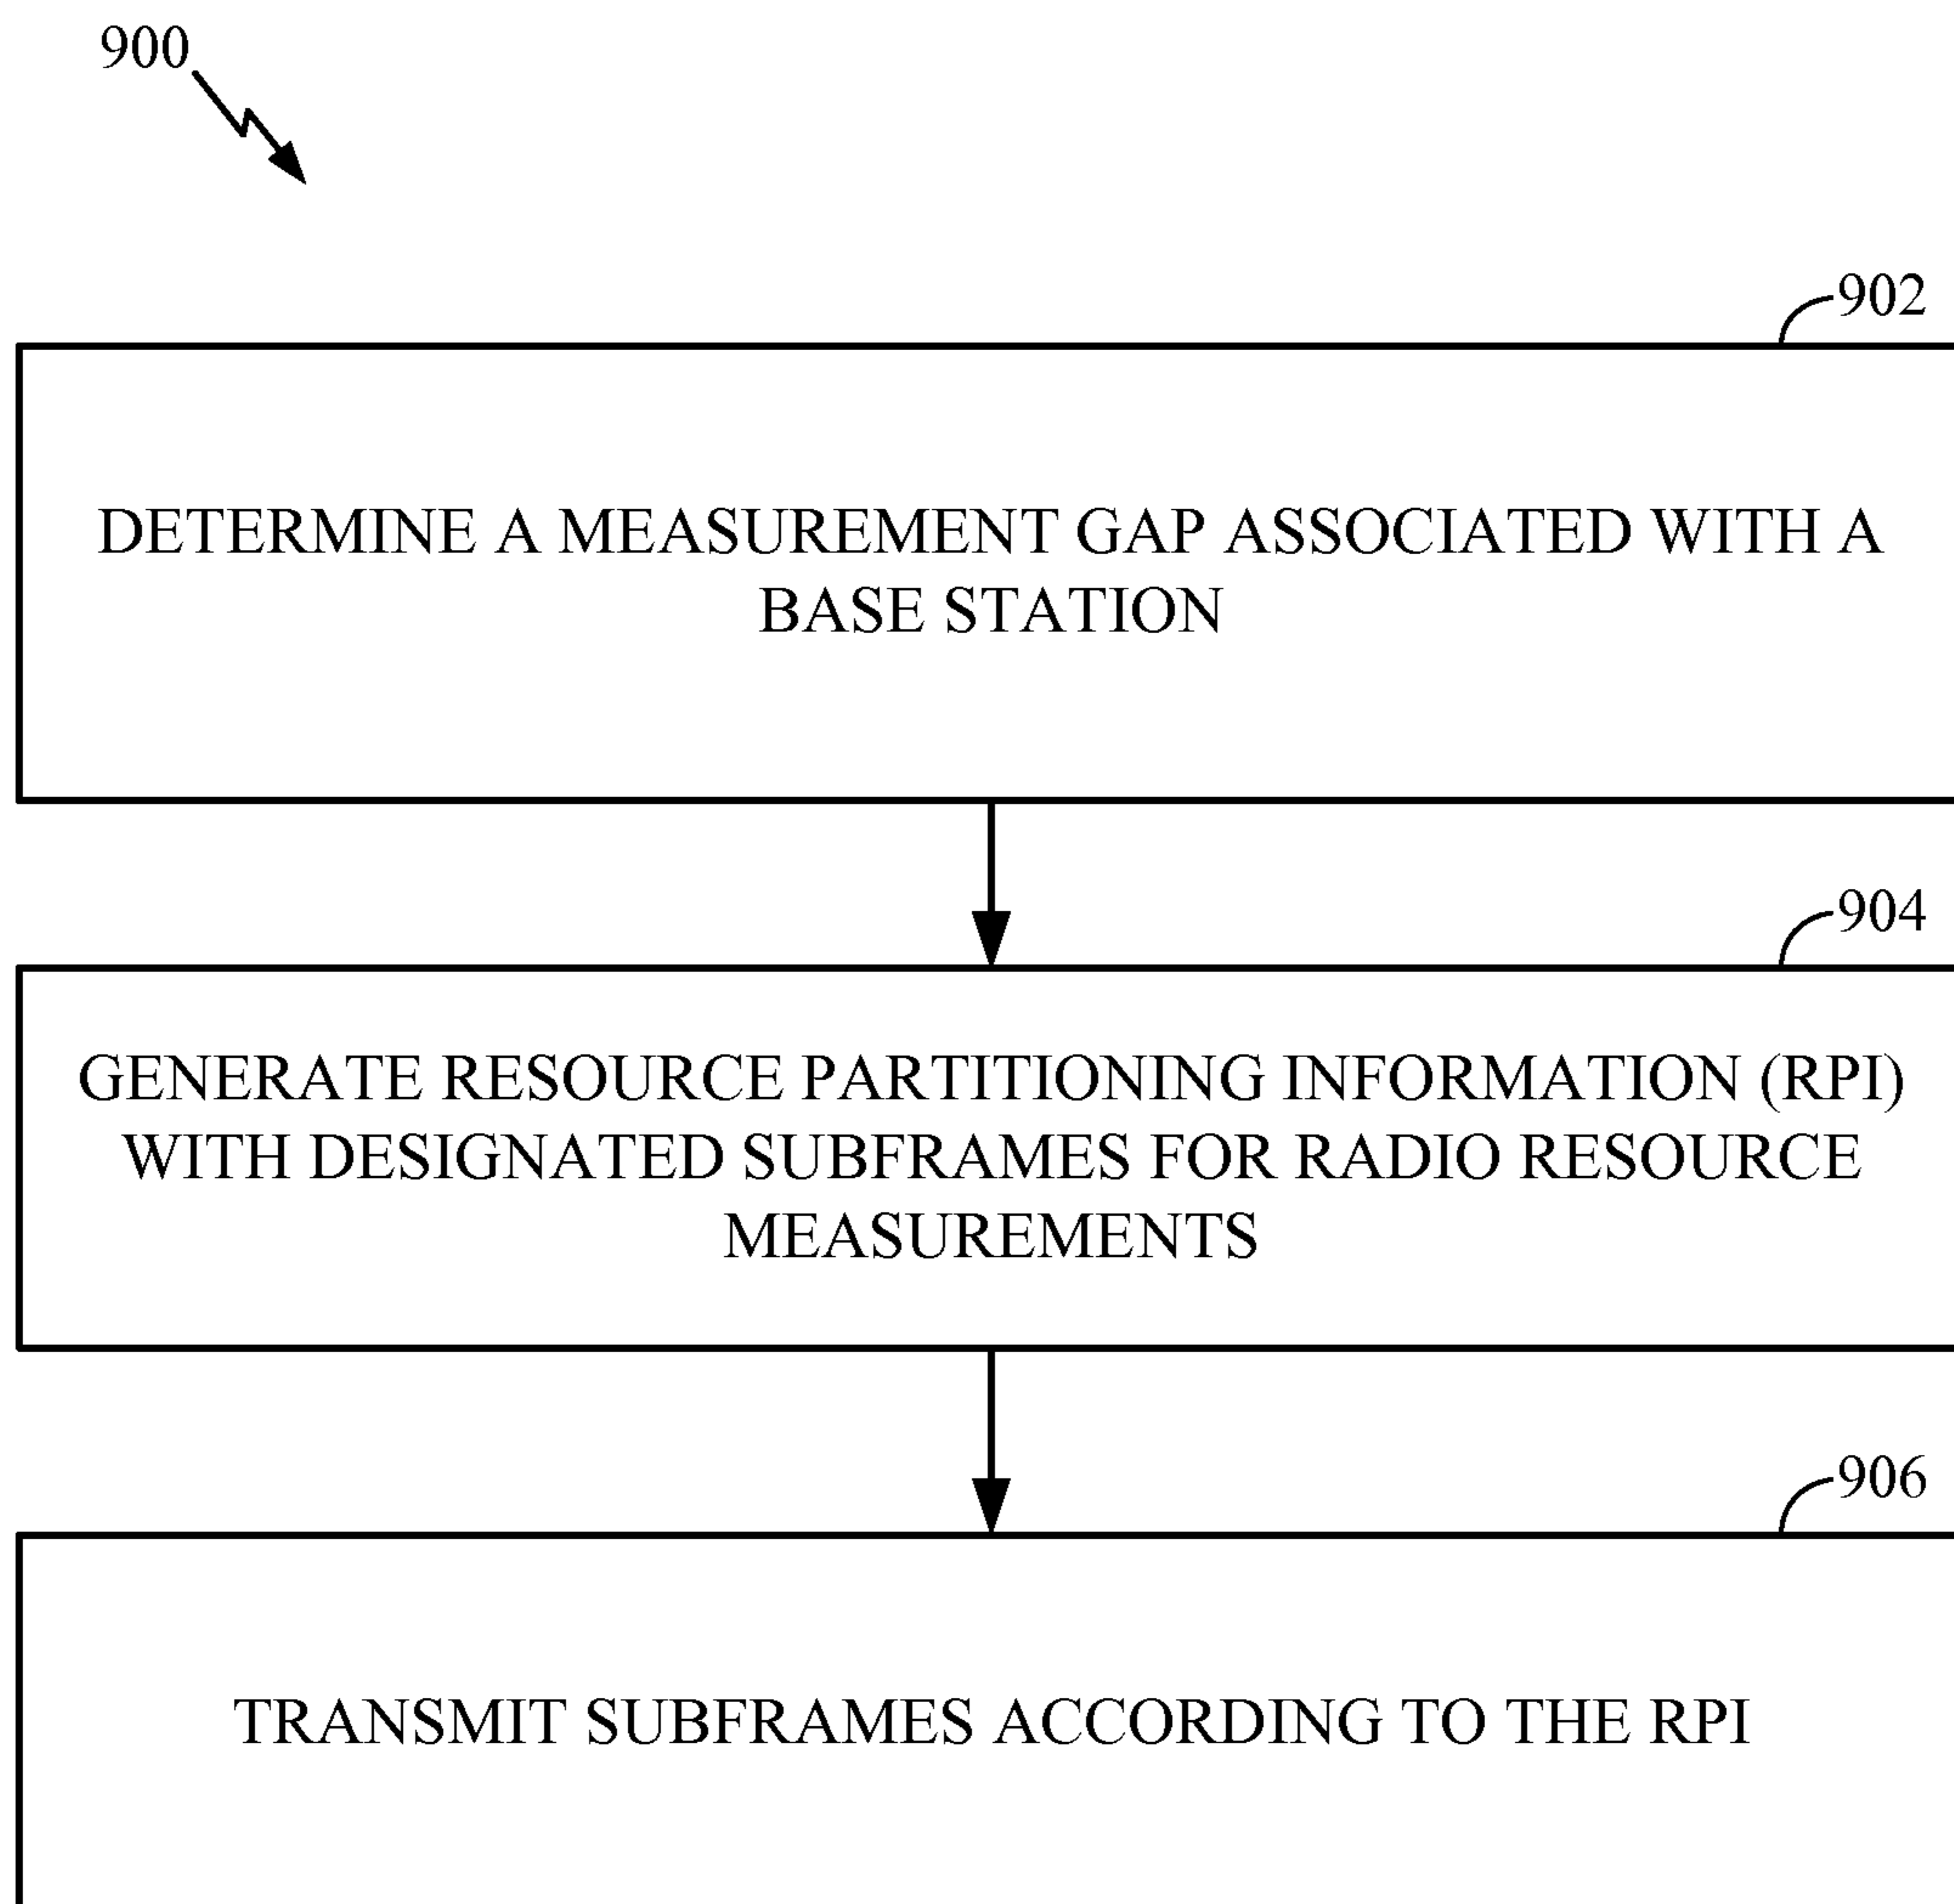 900
902
DETERMINE A MEASUREMENT GAP ASSOCIATED WITH A
BASE STATION
904
GENERATE RESOURCE PARTITIONING INFORMATION (RPI)
WITH DESIGNATED SUBFRAMES FOR RADIO RESOURCE
MEASUREMENTS
906
TRANSMIT SUBFRAMES ACCORDING TO THE RPI